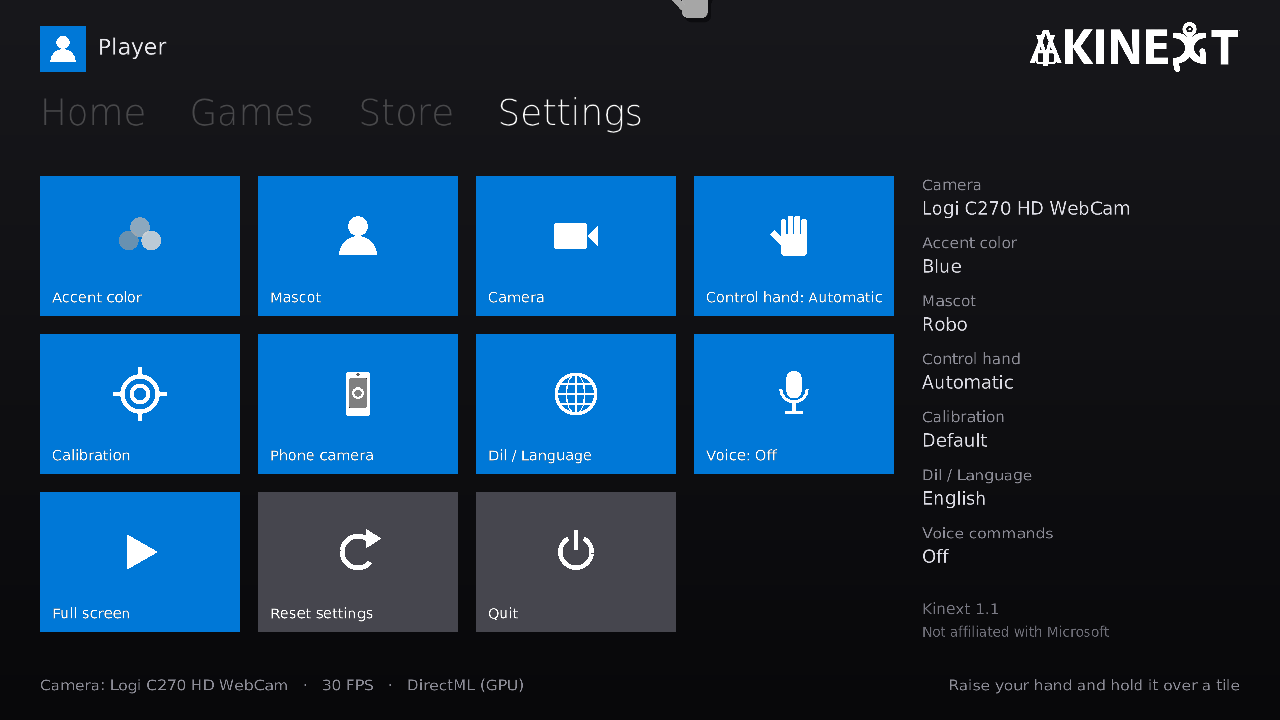 Player
AKINEXT
Home Games Store Settings
Accent color
Mascot
Camera
Control hand: Automatic
Calibration
Phone camera
Dil / Language
Voice: Off
Full screen
Reset settings
Quit
Camera
Logi C270 HD WebCam
Accent color
Blue
Mascot
Robo
Control hand
Automatic
Calibration
Default
Dil / Language
English
Voice commands
Off
Kinext 1.1
Not affiliated with Microsoft
Camera: Logi C270 HD WebCam · 30 FPS · DirectML (GPU)
Raise your hand and hold it over a tile